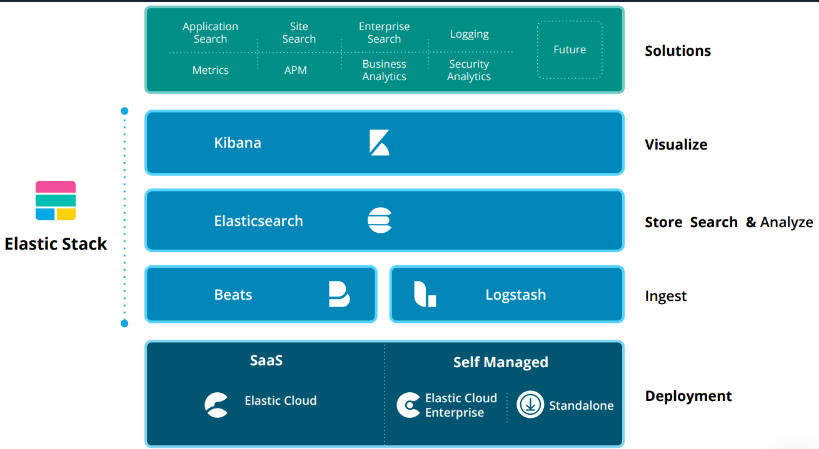 Application
Search
Site
Search
Enterprise
Search
Logging
Future
Metrics
APM
Business
Analytics
Security
Analytics
Solutions
Kibana
Visualize
Elastic Stack
Elasticsearch
Store Search & Analyze
Beats
Logstash
Ingest
SaaS
Self Managed
Elastic Cloud
Elastic Cloud
Enterprise
Standalone
Deployment